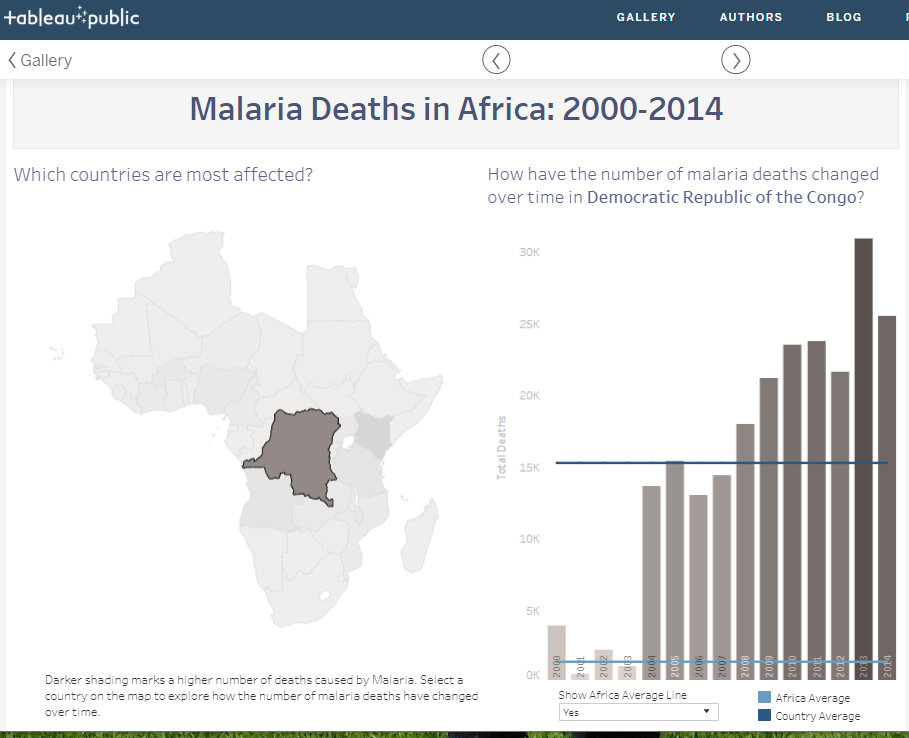 tableau public
GALLERY AUTHORS BLOG
Gallery
Malaria Deaths in Africa: 2000-2014
Which countries are most affected?
How have the number of malaria deaths changed
over time in Democratic Republic of the Congo?
30K
25K
20K
15K
10K
5K
0K
Total Deaths
2000 2001 2002 2003 2004 2005 2006 2007 2008 2009 2010 2011 2012 2013 2014
Darker shading marks a higher number of deaths caused by Malaria. Select a
country on the map to explore how the number of malaria deaths have changed
over time.
Show Africa Average Line
Yes
Africa Average
Country Average